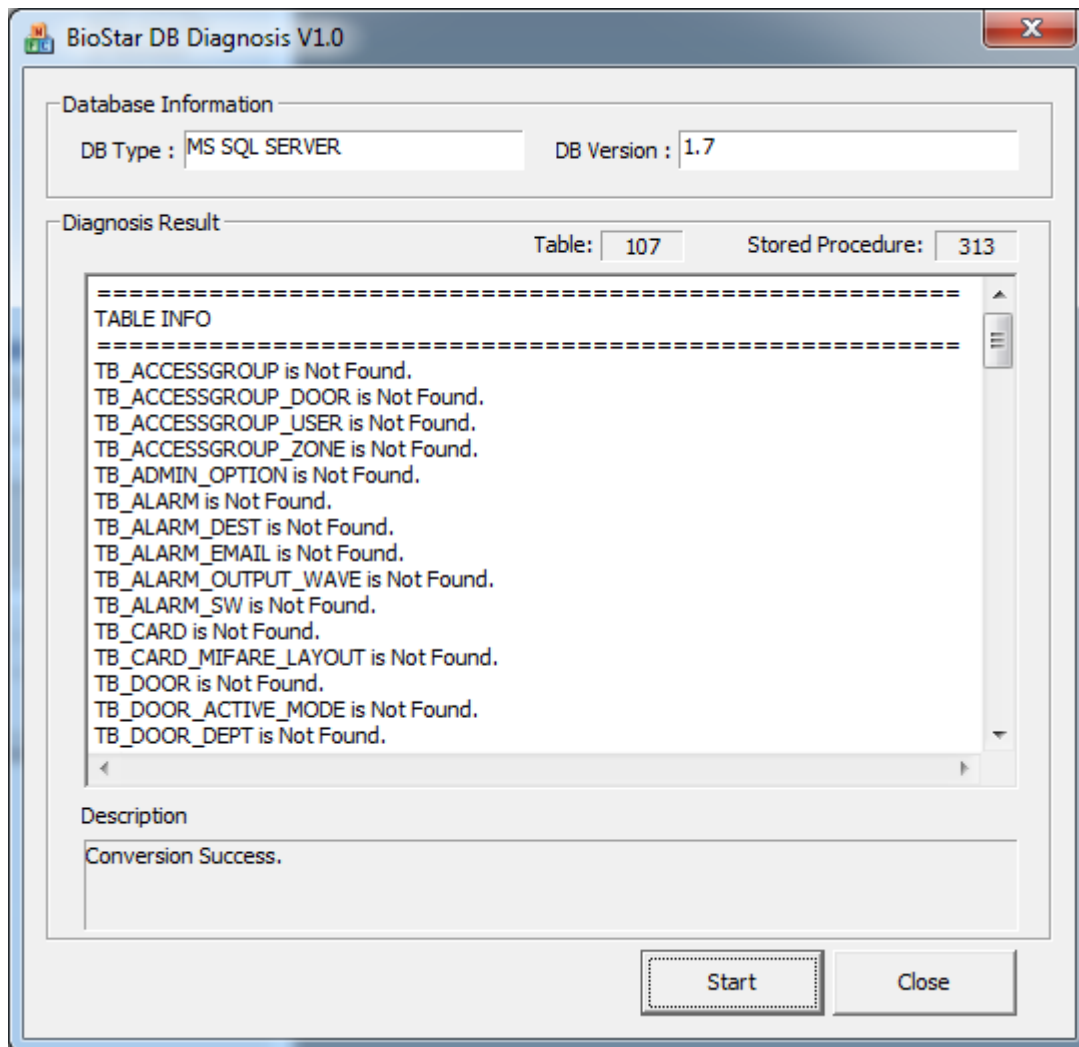 BioStar DB Diagnosis V1.0
Database Information
DB Type : MS SQL SERVER DB Version : 1.7
Diagnosis Result
Table: 107 Stored Procedure: 313
======================================================
TABLE INFO
======================================================
TB_ACCESSGROUP is Not Found.
TB_ACCESSGROUP_DOOR is Not Found.
TB_ACCESSGROUP_USER is Not Found.
TB_ACCESSGROUP_ZONE is Not Found.
TB_ADMIN_OPTION is Not Found.
TB_ALARM is Not Found.
TB_ALARM_DEST is Not Found.
TB_ALARM_EMAIL is Not Found.
TB_ALARM_OUTPUT_WAVE is Not Found.
TB_ALARM_SW is Not Found.
TB_CARD is Not Found.
TB_CARD_MIFARE_LAYOUT is Not Found.
TB_DOOR is Not Found.
TB_DOOR_ACTIVE_MODE is Not Found.
TB_DOOR_DEPT is Not Found.
Description
Conversion Success.
Start Close